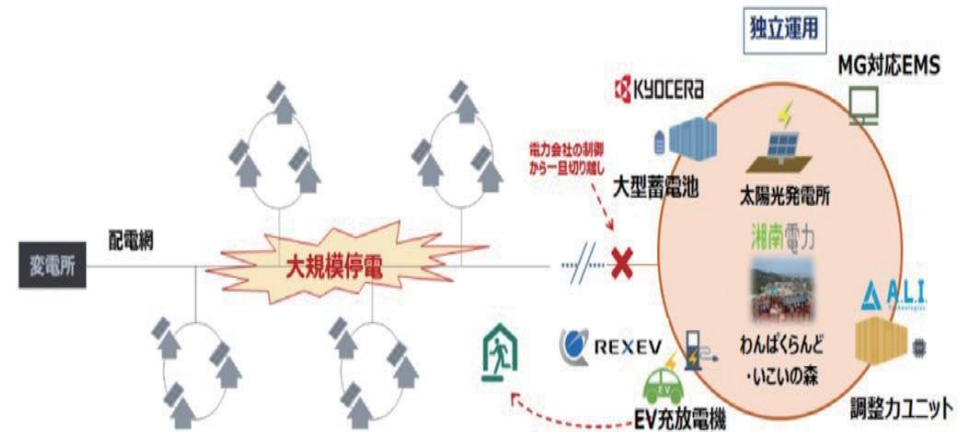 独立運用
MG対応EMS
KYOCERA
電力会社の制御
から一旦切り離し
大型蓄電池
太陽光発電所
配電網
変電所
大規模停電
湘南電力
A.L.I.
Technologies
REXEV
わんぱくらんど
・いこいの森
EV
EV充放電機
調整力ユニット